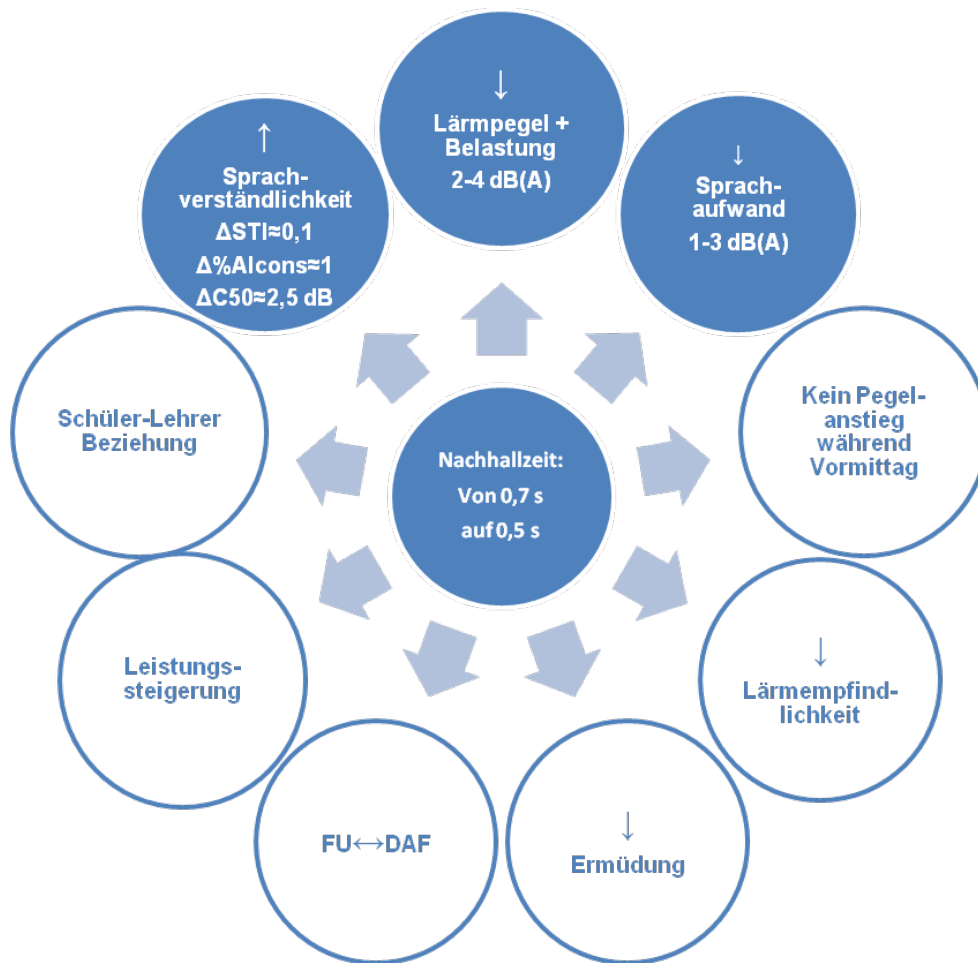 ↓
Lärmpegel +
Belastung
2-4 dB(A)
↓
Sprach-
aufwand
1-3 dB(A)
Kein Pegel-
anstieg
während
Vormittag
↓
Lärmempfind-
lichkeit
↓
Ermüdung
FU↔DAF
Leistungs-
steigerung
Schüler-Lehrer
Beziehung
↑
Sprach-
verständlichkeit
ΔSTI≈0,1
Δ%Alcons≈1
ΔC50≈2,5 dB
Nachhallzeit:
Von 0,7 s
auf 0,5 s